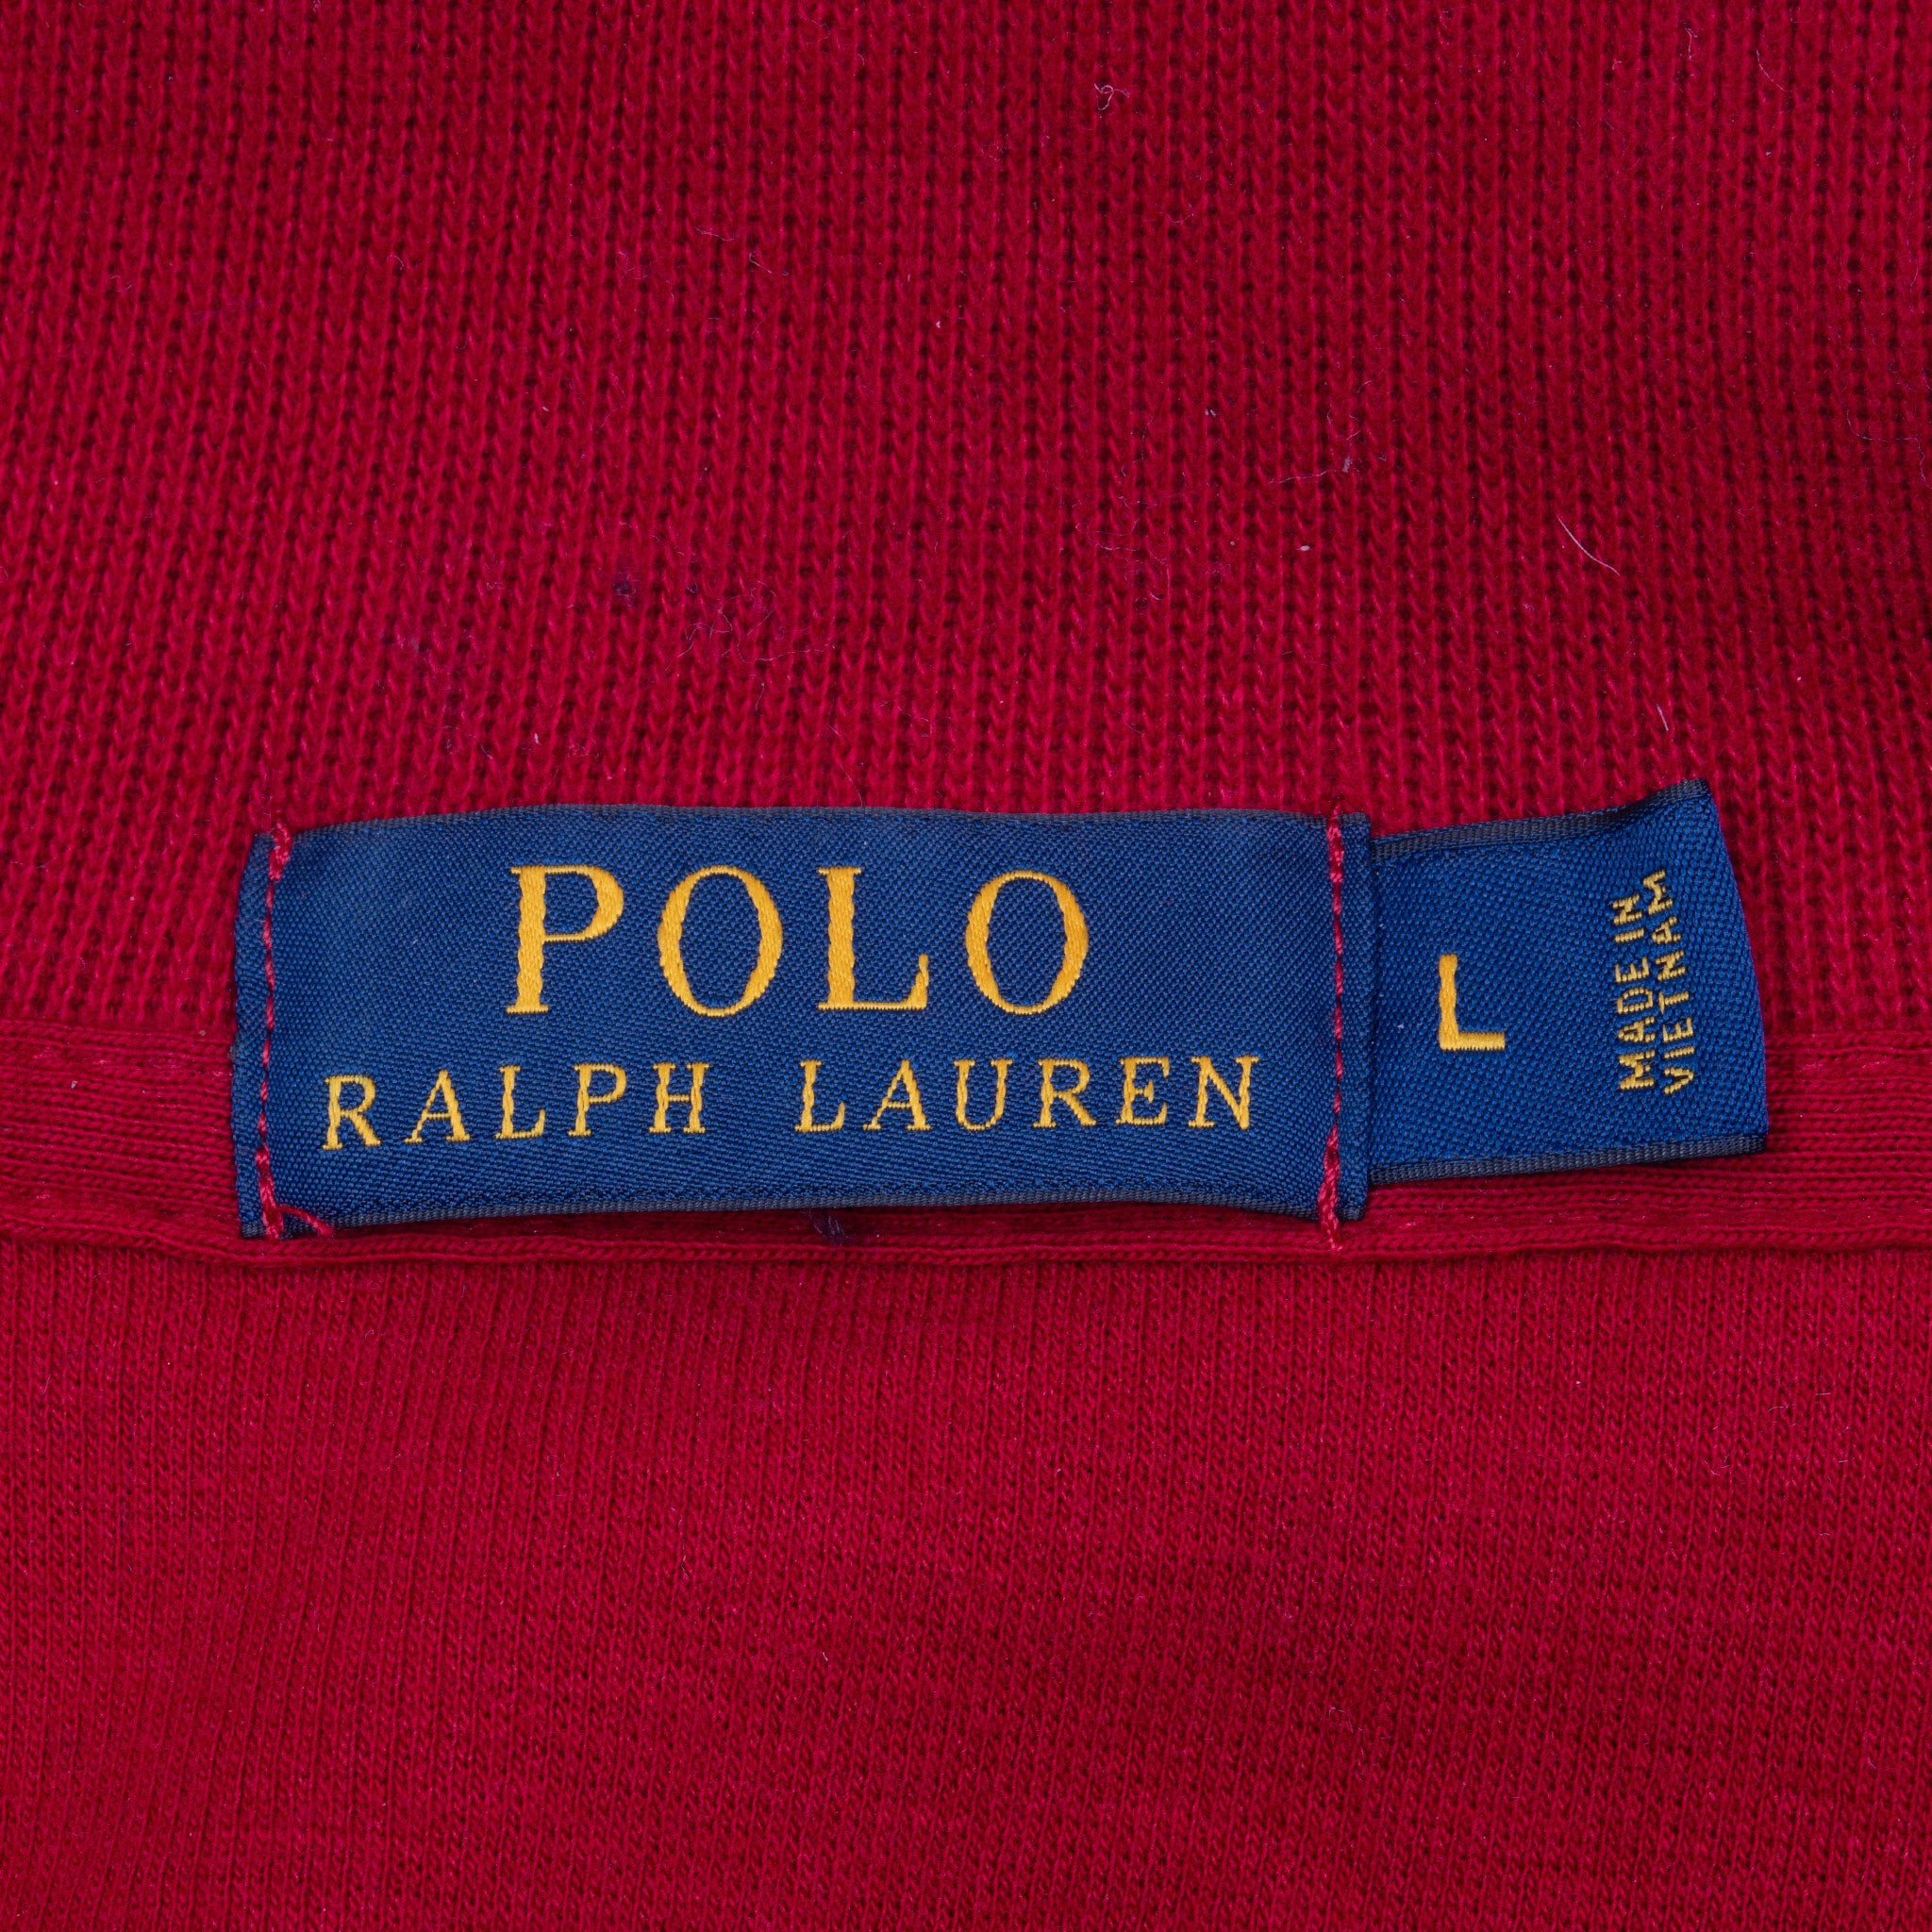 POLO
RALPH LAUREN
L
MADE IN
VIETNAM